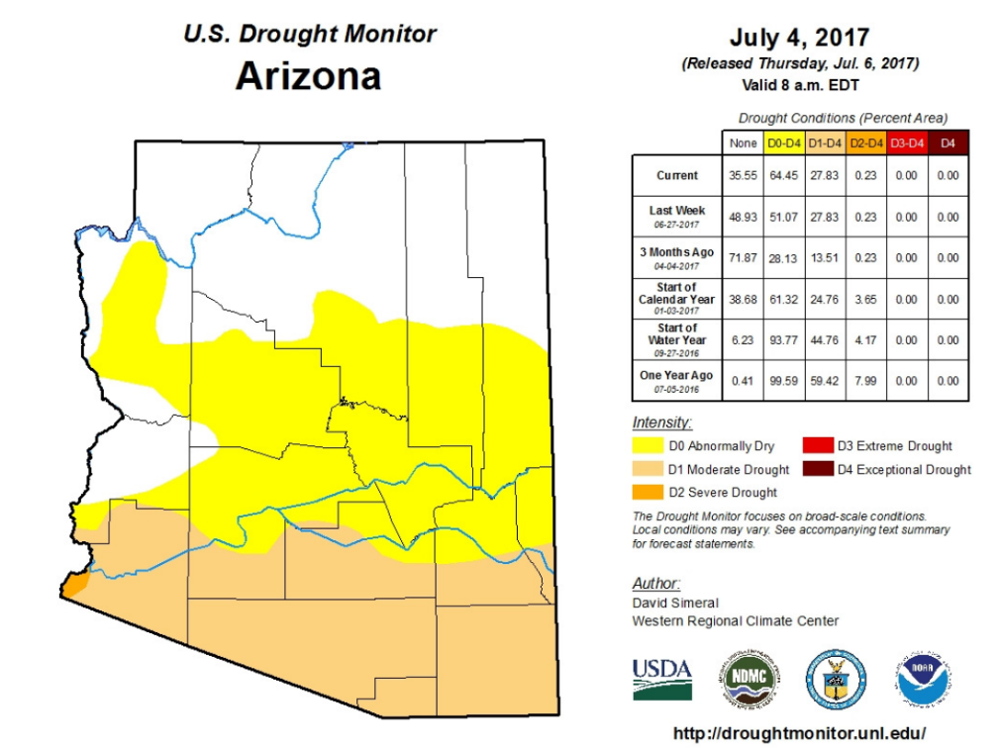 U.S. Drought Monitor
Arizona
July 4, 2017
(Released Thursday, Jul. 6, 2017)
Valid 8 a.m. EDT
Drought Conditions (Percent Area)
None D0-D4 D1-D4 D2-D4 D3-D4 D4
Current 35.55 64.45 27.83 0.23 0.00 0.00
Last Week
06-27-2017
48.93 51.07 27.83 0.23 0.00 0.00
3 Months Ago
04-04-2017
71.87 28.13 13.51 0.23 0.00 0.00
Start of
Calendar Year
01-03-2017
38.68 61.32 24.76 3.65 0.00 0.00
Start of
Water Year
09-27-2016
6.23 93.77 44.76 4.17 0.00 0.00
One Year Ago
07-05-2016
0.41 99.59 59.42 7.99 0.00 0.00
Intensity:
D0 Abnormally Dry
D3 Extreme Drought
D1 Moderate Drought
D4 Exceptional Drought
D2 Severe Drought
The Drought Monitor focuses on broad-scale conditions.
Local conditions may vary. See accompanying text summary
for forecast statements.
Author:
David Simeral
Western Regional Climate Center
USDA
NDMC
NOAA
http://droughtmonitor.unl.edu/